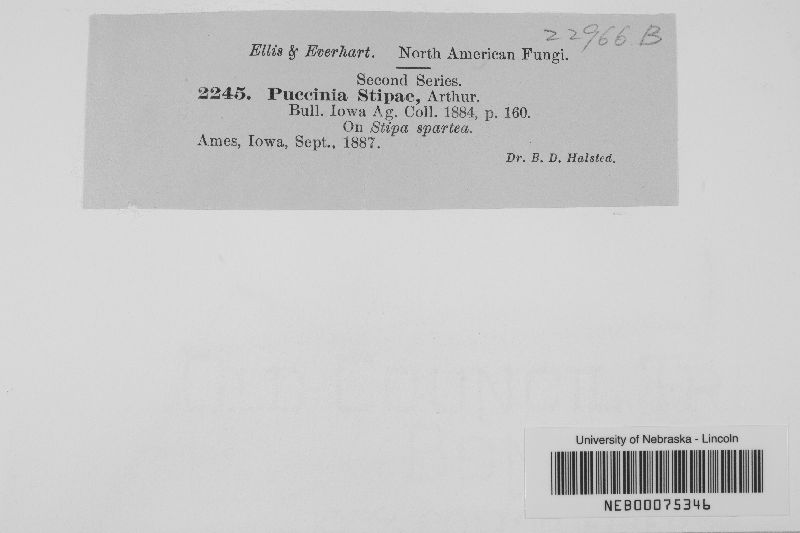 22966 B
Ellis & Everhart. North American Fungi.
Second Series.
2245. Puccinia Stipae, Arthur.
Bull. Iowa Ag. Coll. 1884, p. 160.
On Stipa spartea.
Ames, Iowa, Sept., 1887.
Dr. B. D. Halsted.
University of Nebraska - Lincoln
NEB00075346